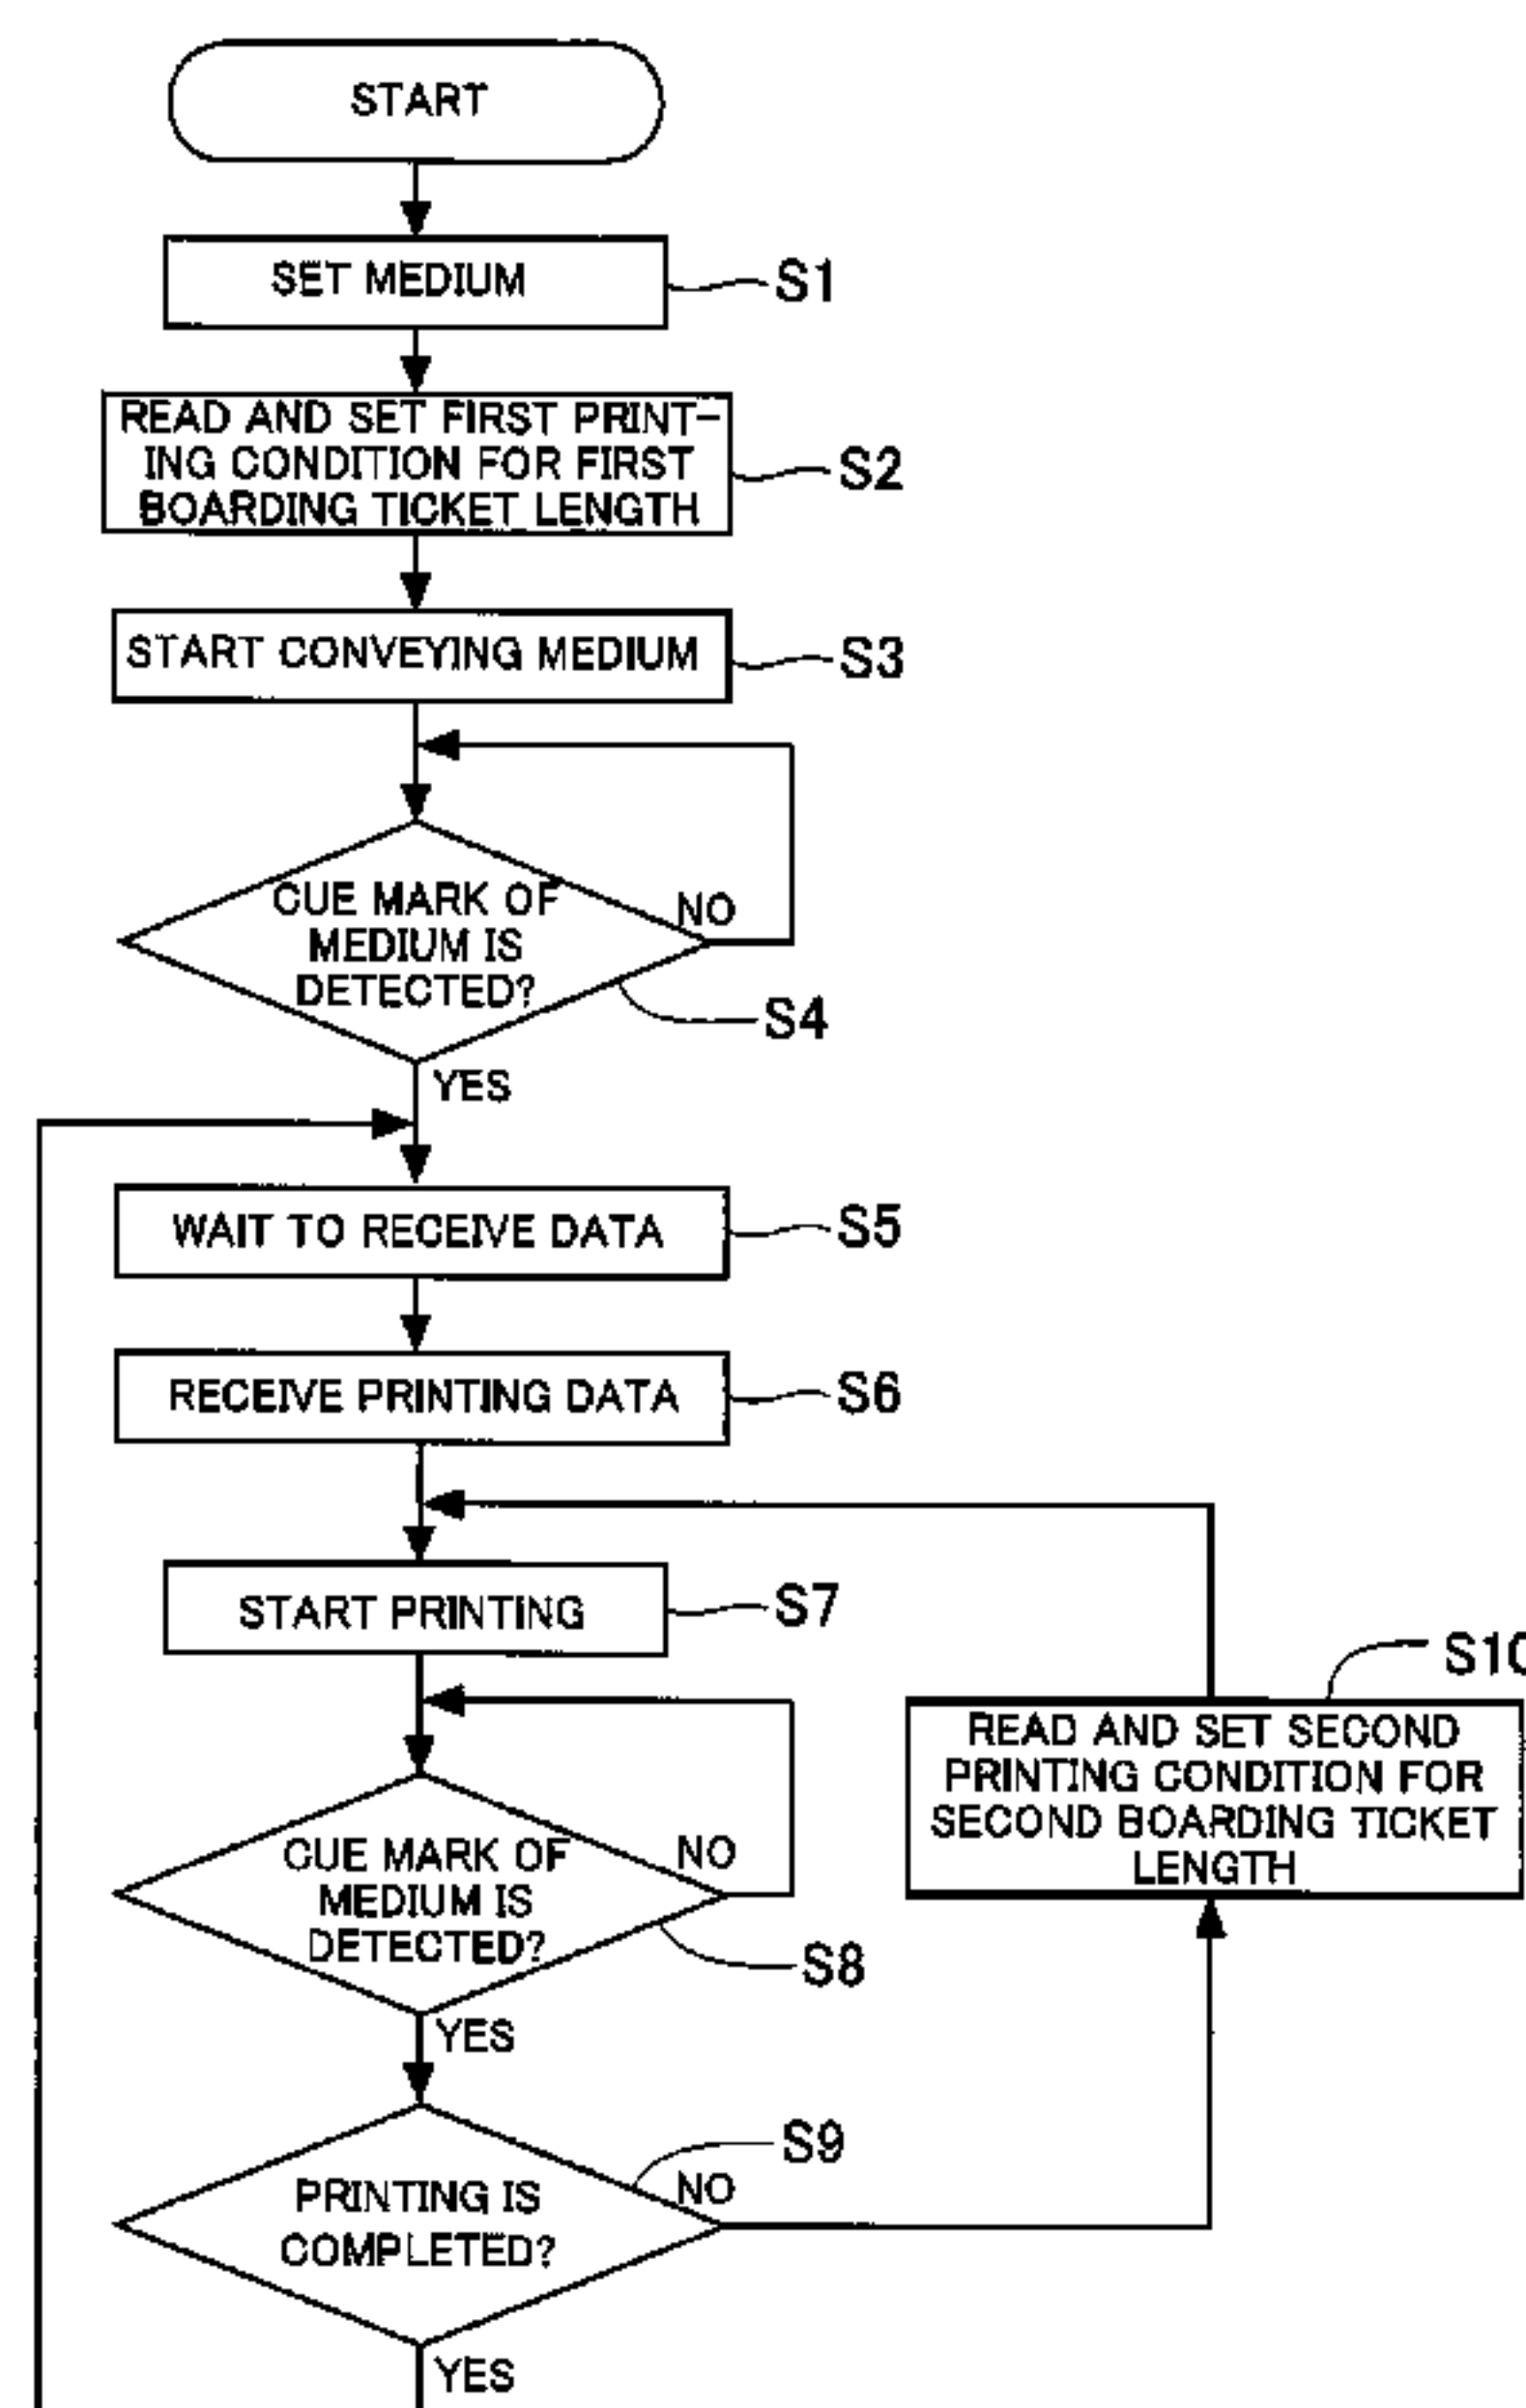 START
SET MEDIUM
S1
READ AND SET FIRST PRINT-
ING CONDITION FOR FIRST
BOARDING TICKET LENGTH
S2
START CONVEYING MEDIUM
S3
CUE MARK OF
MEDIUM IS
DETECTED?
NO
S4
YES
WAIT TO RECEIVE DATA
S5
RECEIVE PRINTING DATA
S6
START PRINTING
S7
CUE MARK OF
MEDIUM IS
DETECTED?
NO
S8
YES
PRINTING IS
COMPLETED?
S9
NO
YES
S10
READ AND SET SECOND
PRINTING CONDITION FOR
SECOND BOARDING TICKET
LENGTH